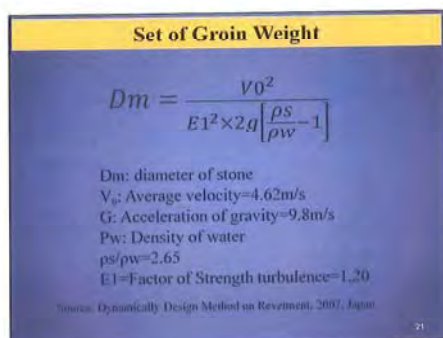 Set of Groin Weight
Dm = V0² / E1²×2g[ρs/ρw−1]
Dm: diameter of stone
V₀: Average velocity=4.62m/s
G: Acceleration of gravity=9.8m/s
Pw: Density of water
ρs/ρw=2.65
E1=Factor of Strength turbulence=1.20
Source: Dynamically Design Method on Revetment, 2007, Japan
21